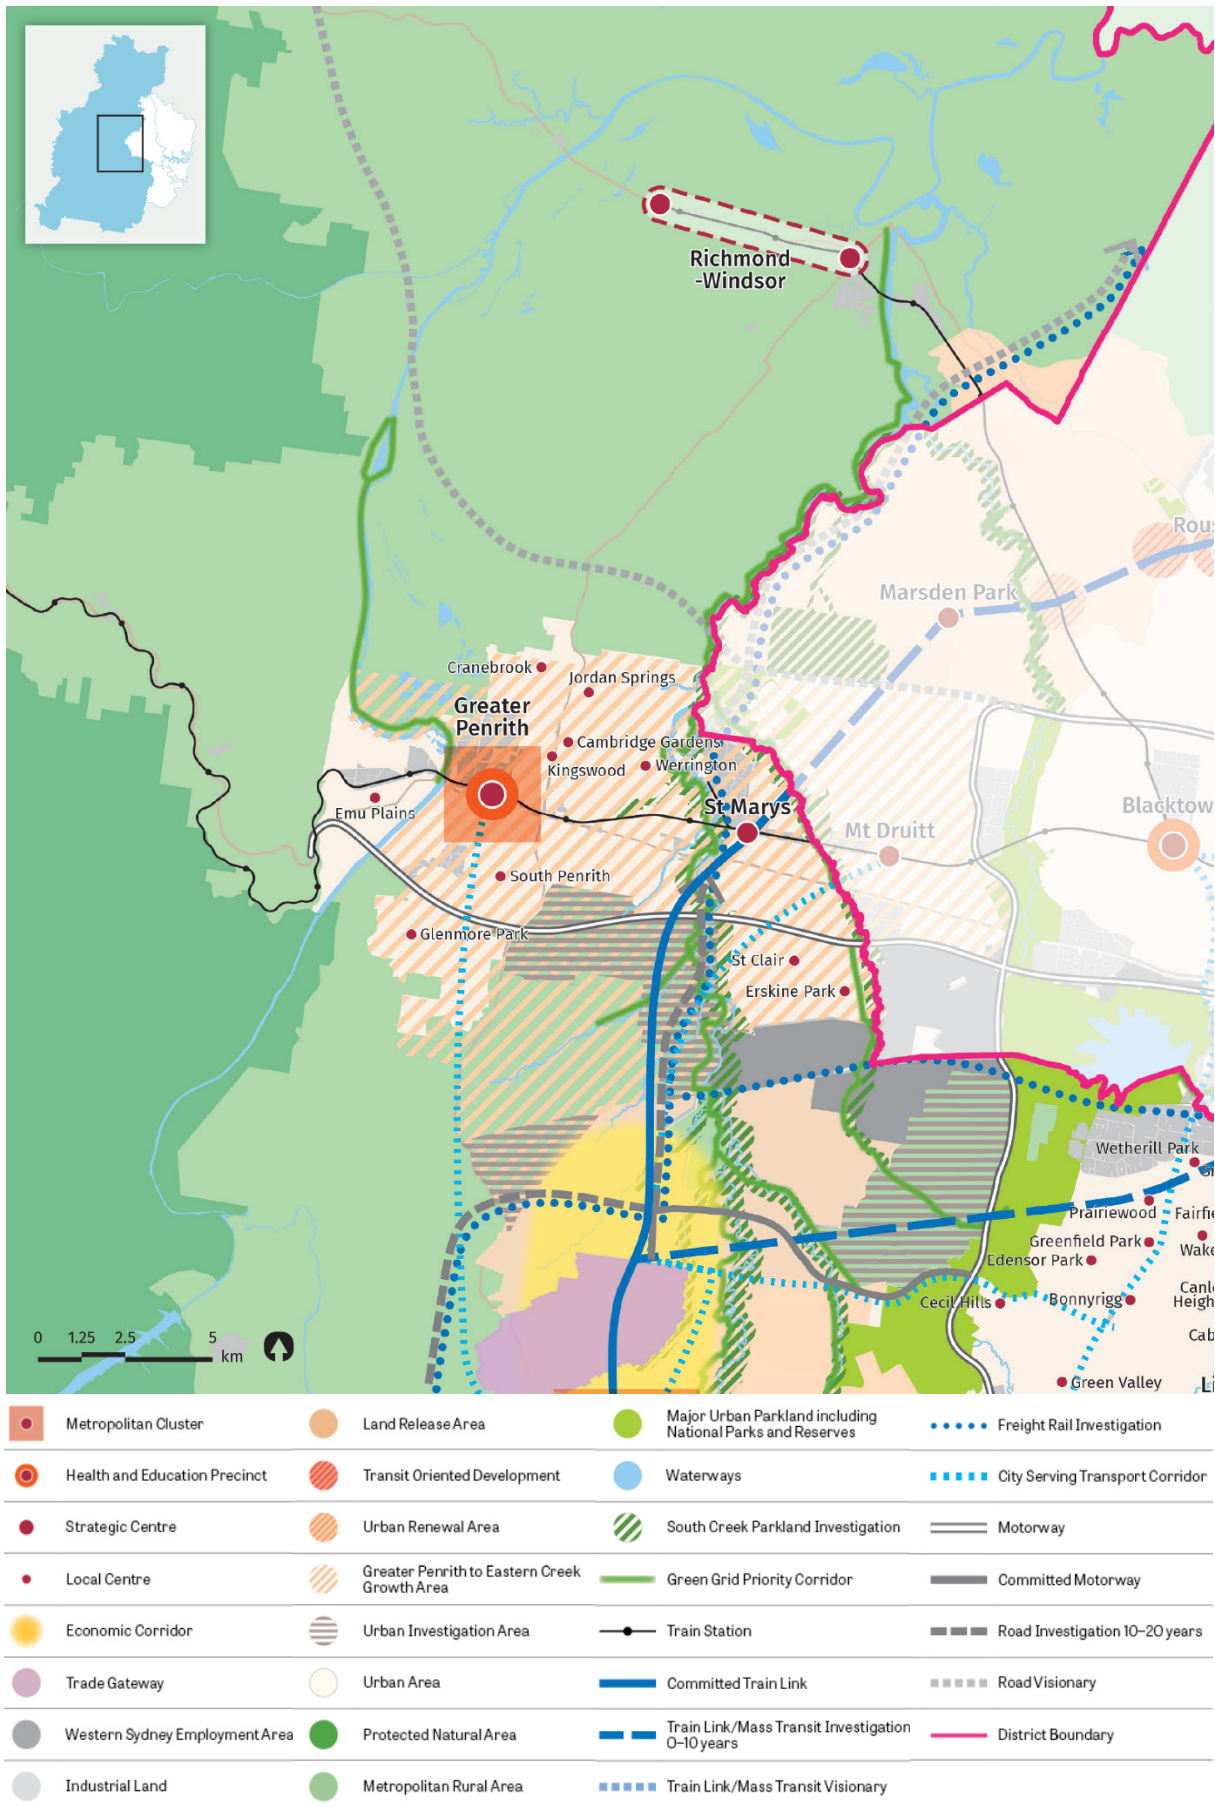 Richmond
-Windsor
Rous
Marsden Park
Cranebrook
Jordan Springs
Greater
Penrith
Cambridge Gardens
Kingswood
Werrington
St Marys
Emu Plains
Mt Druitt
Blacktow
South Penrith
Glenmore Park
St Clair
Erskine Park
Wetherill Park
Prairiewood
Fairfie
Greenfield Park
Wake
Edensor Park
Cecil Hills
Bonnyrigg
Canle
Heigh
Cab
Green Valley
Li
0 1.25 2.5 5
km
Metropolitan Cluster
Health and Education Precinct
Strategic Centre
Local Centre
Economic Corridor
Trade Gateway
Western Sydney Employment Area
Industrial Land
Land Release Area
Transit Oriented Development
Urban Renewal Area
Greater Penrith to Eastern Creek
Growth Area
Urban Investigation Area
Urban Area
Protected Natural Area
Metropolitan Rural Area
Major Urban Parkland including
National Parks and Reserves
Waterways
South Creek Parkland Investigation
Green Grid Priority Corridor
Train Station
Committed Train Link
Train Link/Mass Transit Investigation
0–10 years
Train Link/Mass Transit Visionary
Freight Rail Investigation
City Serving Transport Corridor
Motorway
Committed Motorway
Road Investigation 10–20 years
Road Visionary
District Boundary